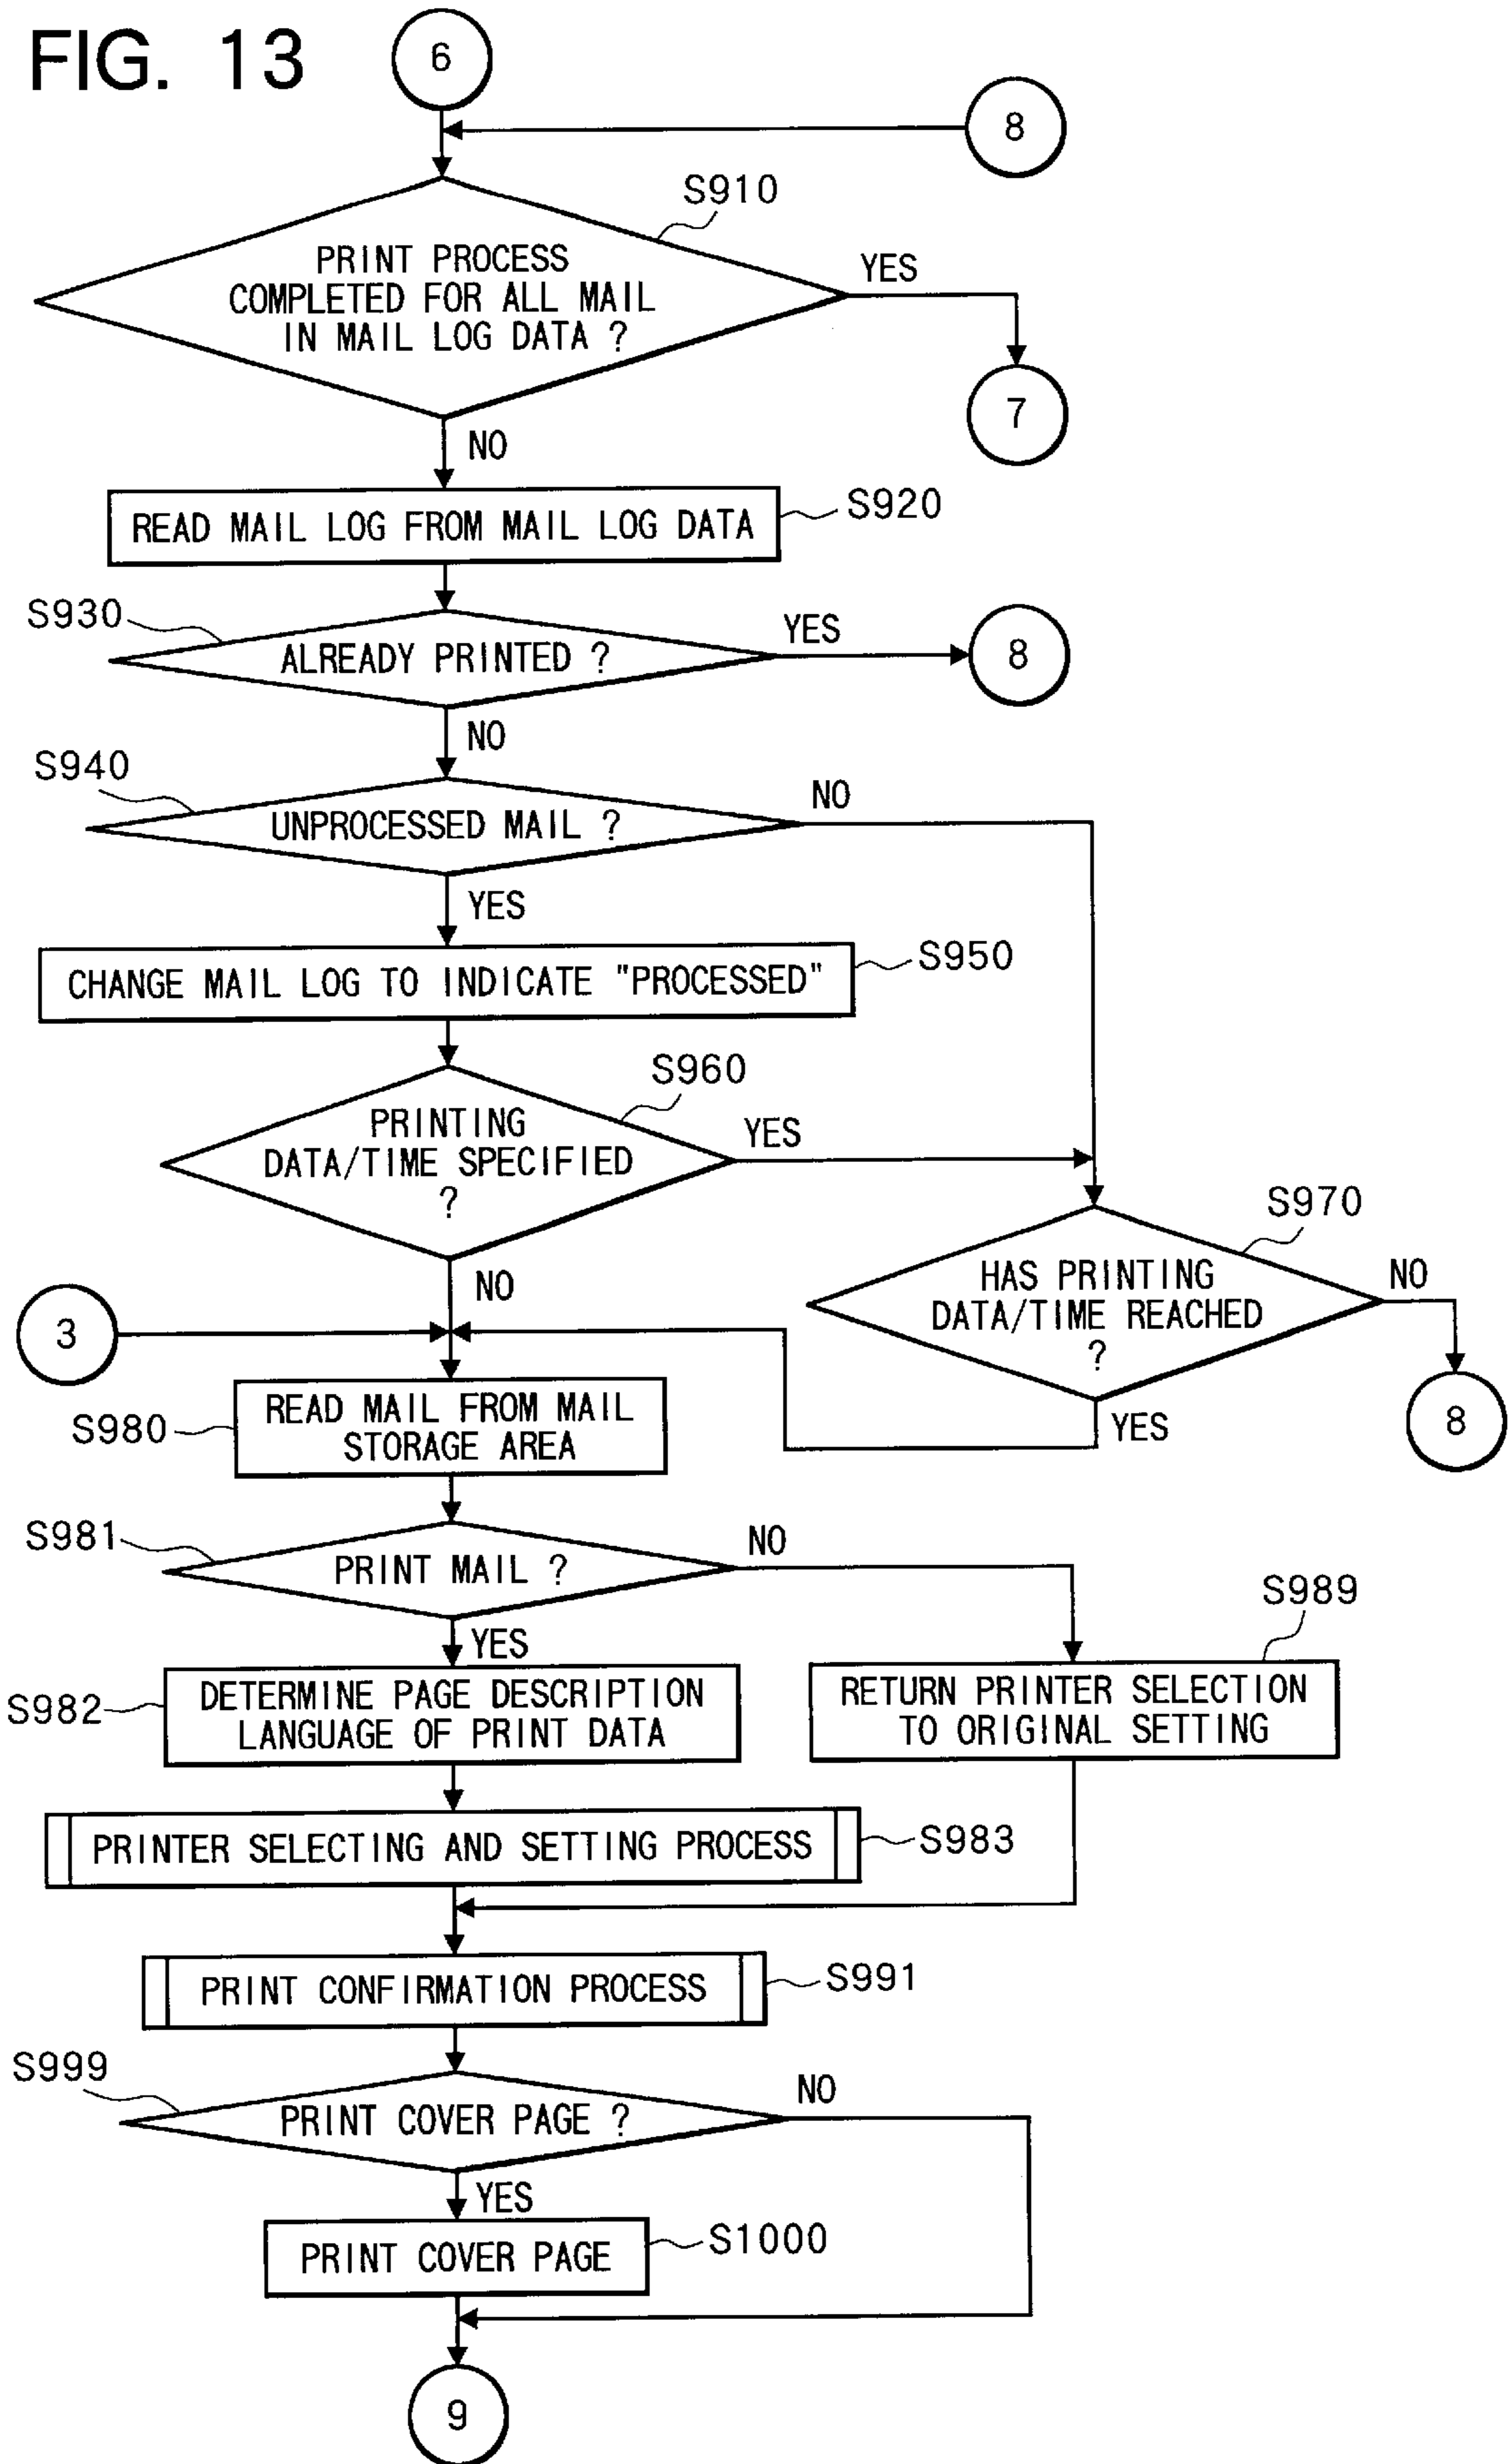 FIG. 13
6
8
S910
PRINT PROCESS
COMPLETED FOR ALL MAIL
IN MAIL LOG DATA ?
YES
7
NO
READ MAIL LOG FROM MAIL LOG DATA
S920
S930
ALREADY PRINTED ?
YES
8
NO
S940
UNPROCESSED MAIL ?
NO
YES
CHANGE MAIL LOG TO INDICATE "PROCESSED"
S950
S960
PRINTING
DATA/TIME SPECIFIED
?
YES
NO
S970
HAS PRINTING
DATA/TIME REACHED
?
NO
8
YES
3
S980
READ MAIL FROM MAIL
STORAGE AREA
S981
PRINT MAIL ?
NO
YES
S982
DETERMINE PAGE DESCRIPTION
LANGUAGE OF PRINT DATA
S989
RETURN PRINTER SELECTION
TO ORIGINAL SETTING
PRINTER SELECTING AND SETTING PROCESS
S983
PRINT CONFIRMATION PROCESS
S991
S999
PRINT COVER PAGE ?
NO
YES
PRINT COVER PAGE
S1000
9